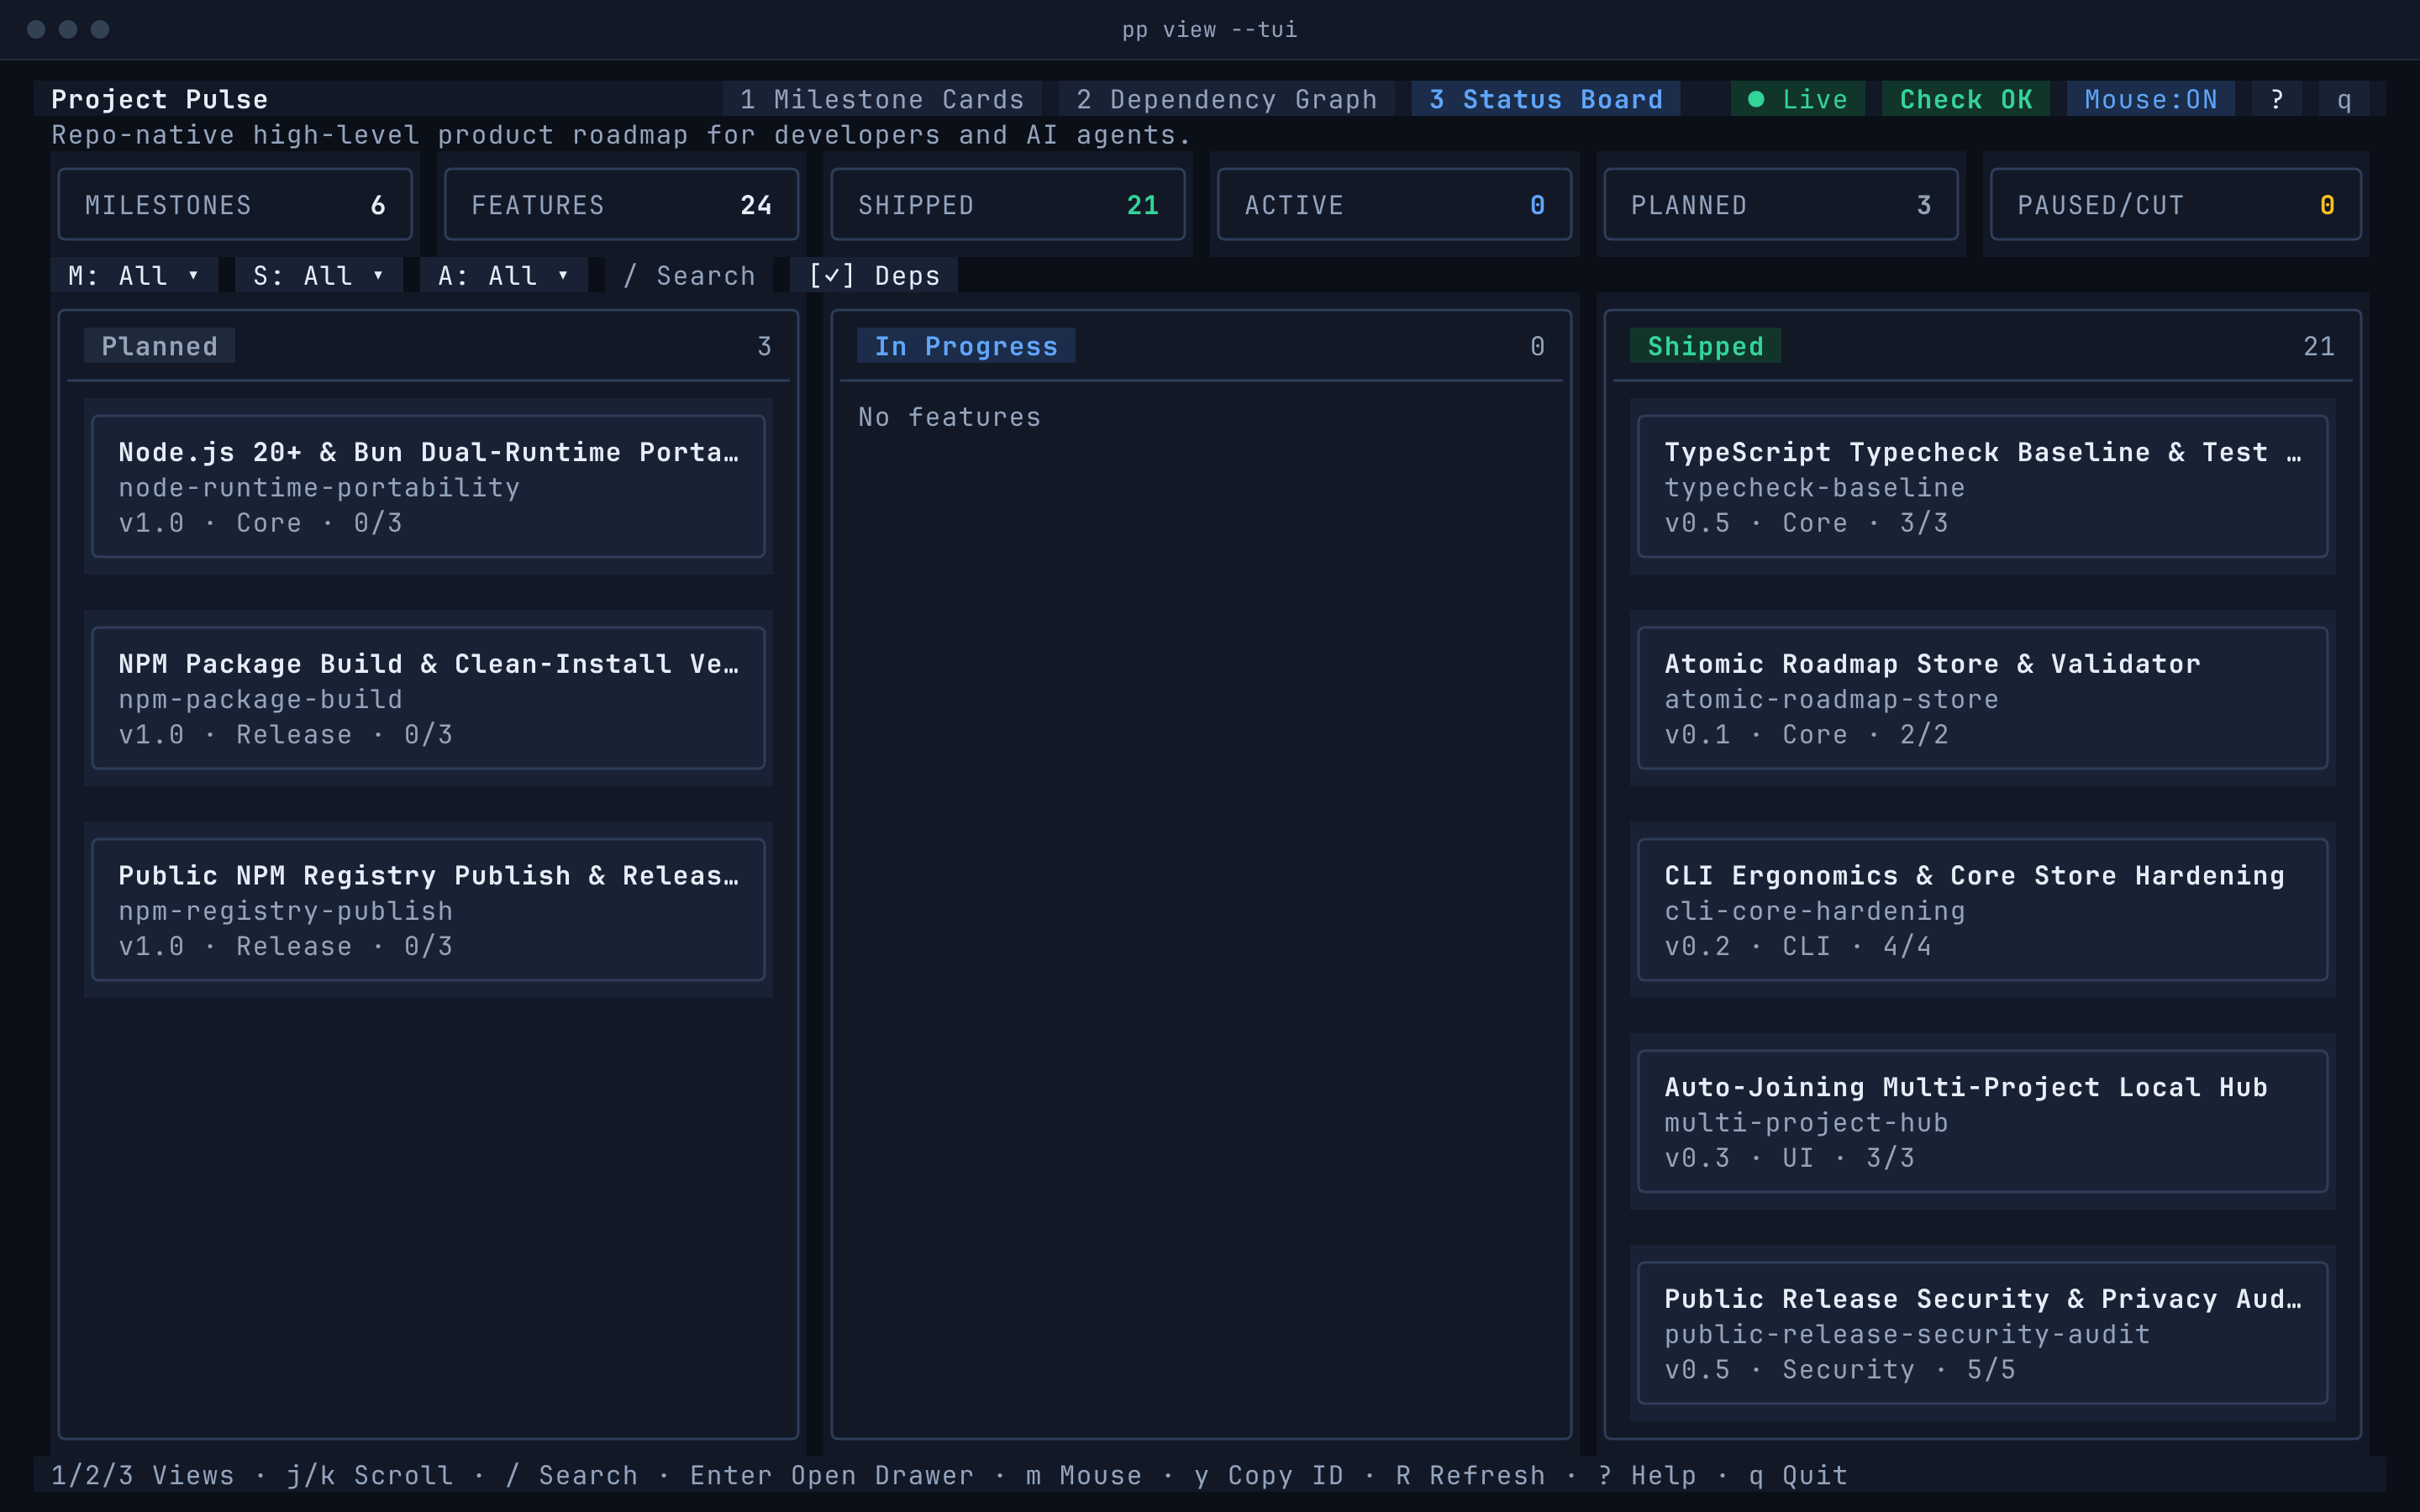 pp view --tui
Project Pulse 1 Milestone Cards 2 Dependency Graph 3 Status Board ● Live Check OK Mouse:ON ? q
Repo-native high-level product roadmap for developers and AI agents.
MILESTONES 6 FEATURES 24 SHIPPED 21 ACTIVE 0 PLANNED 3 PAUSED/CUT 0
M: All ▾ S: All ▾ A: All ▾ / Search [✓] Deps
Planned 3
Node.js 20+ & Bun Dual-Runtime Porta…
node-runtime-portability
v1.0 · Core · 0/3
NPM Package Build & Clean-Install Ve…
npm-package-build
v1.0 · Release · 0/3
Public NPM Registry Publish & Releas…
npm-registry-publish
v1.0 · Release · 0/3
In Progress 0
No features
Shipped 21
TypeScript Typecheck Baseline & Test …
typecheck-baseline
v0.5 · Core · 3/3
Atomic Roadmap Store & Validator
atomic-roadmap-store
v0.1 · Core · 2/2
CLI Ergonomics & Core Store Hardening
cli-core-hardening
v0.2 · CLI · 4/4
Auto-Joining Multi-Project Local Hub
multi-project-hub
v0.3 · UI · 3/3
Public Release Security & Privacy Aud…
public-release-security-audit
v0.5 · Security · 5/5
1/2/3 Views · j/k Scroll · / Search · Enter Open Drawer · m Mouse · y Copy ID · R Refresh · ? Help · q Quit